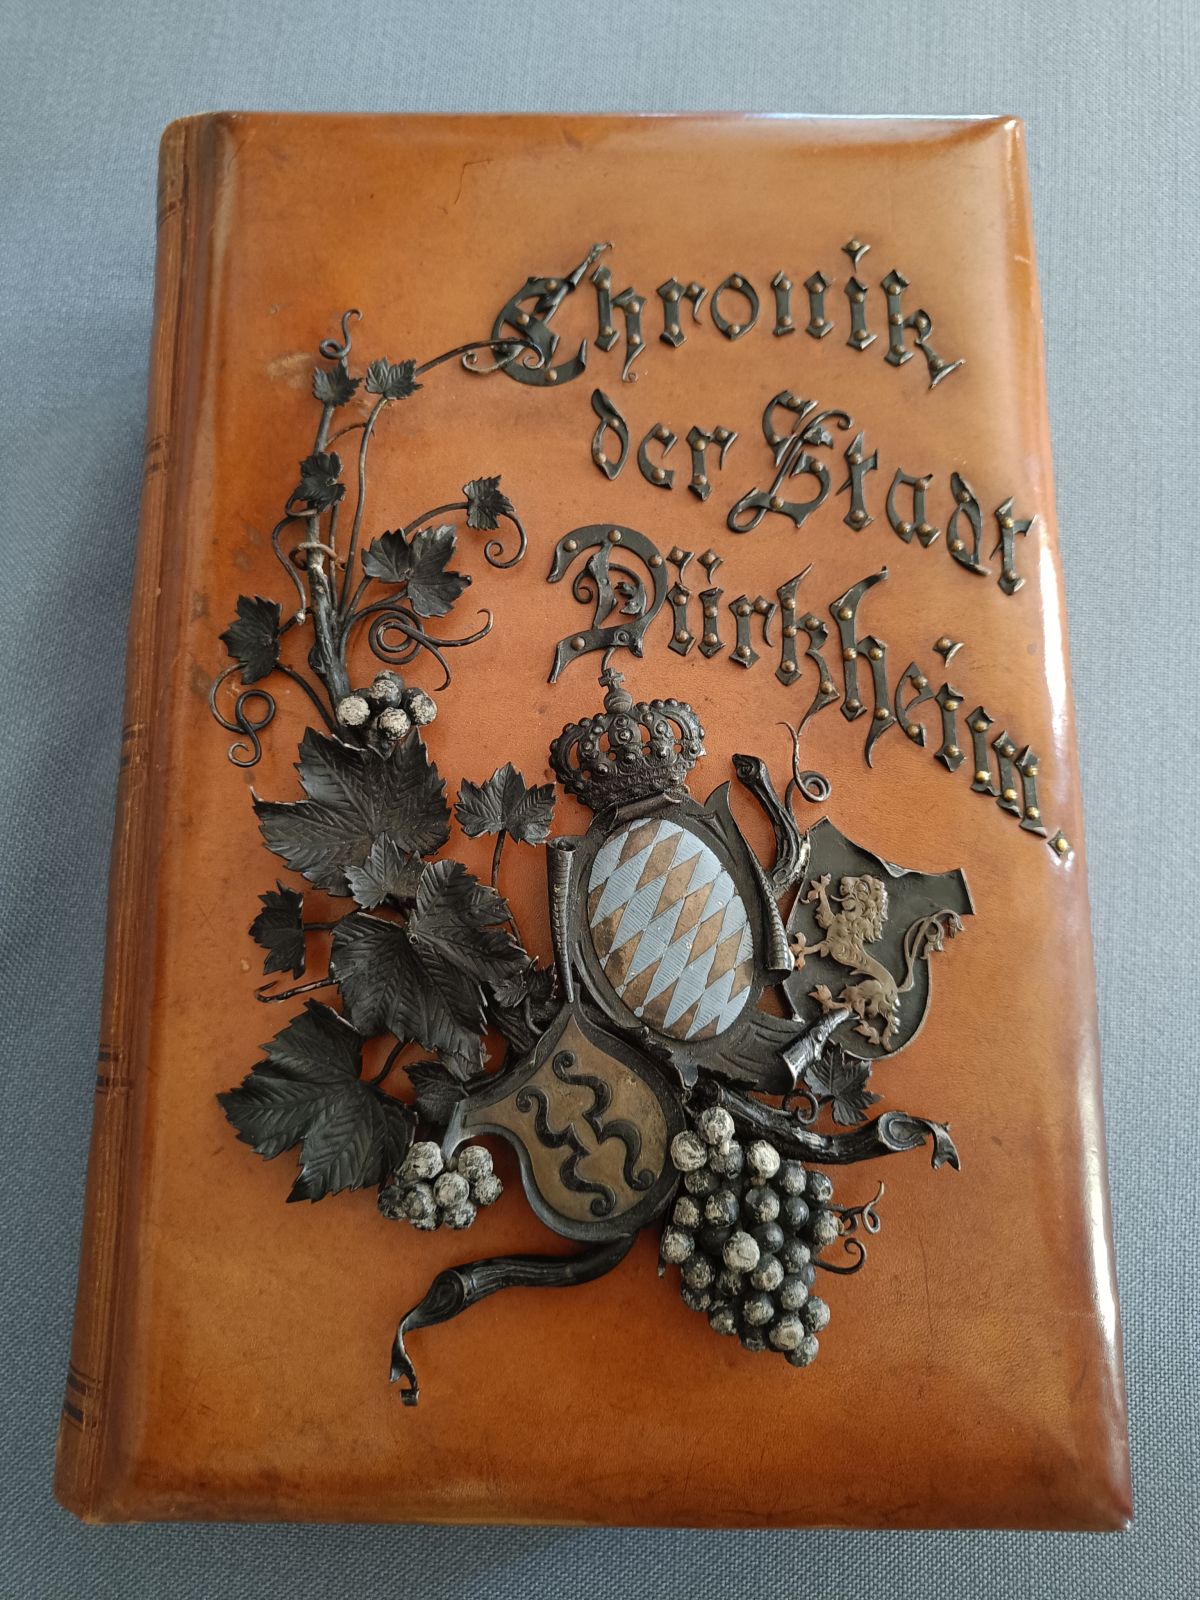 Chronik
der Stadt
Dürkheim.